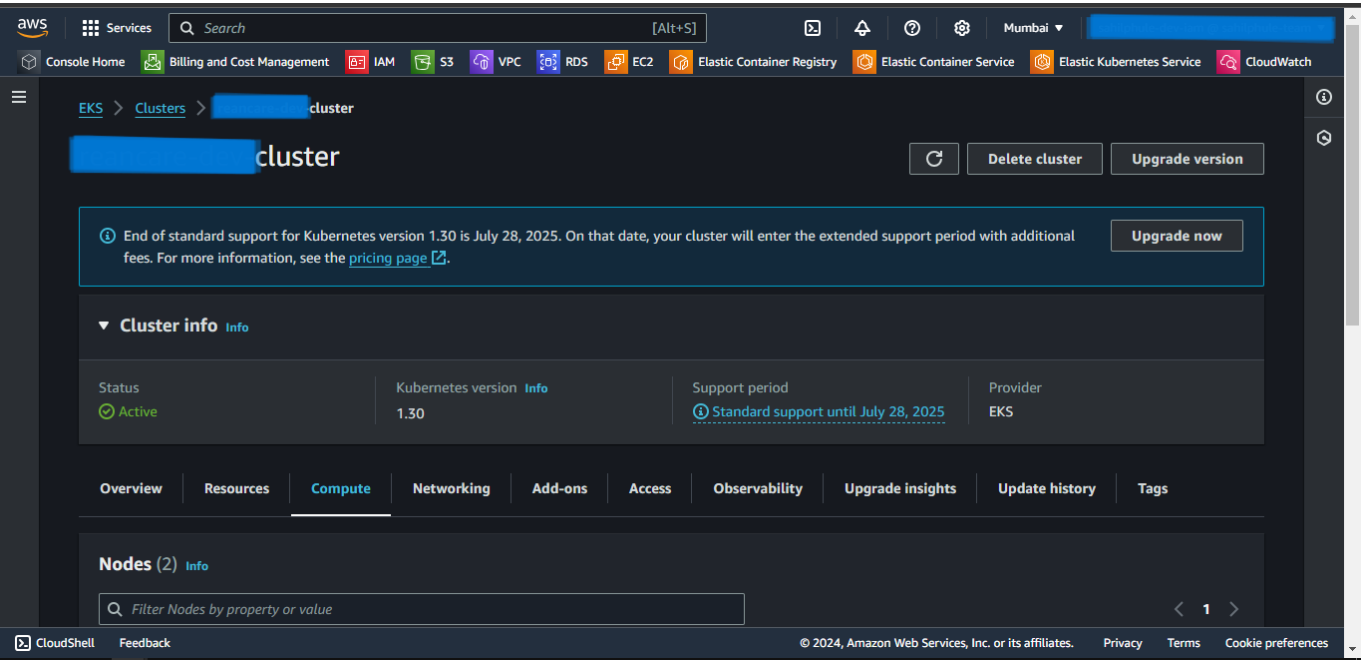 aws Services Search [Alt+S] Mumbai
Console Home Billing and Cost Management IAM S3 VPC RDS EC2 Elastic Container Registry Elastic Container Service Elastic Kubernetes Service CloudWatch
EKS Clusters cluster
cluster
Delete cluster Upgrade version
End of standard support for Kubernetes version 1.30 is July 28, 2025. On that date, your cluster will enter the extended support period with additional
fees. For more information, see the pricing page .
Upgrade now
Cluster info Info
Status
Active
Kubernetes version Info
1.30
Support period
Standard support until July 28, 2025
Provider
EKS
Overview Resources Compute Networking Add-ons Access Observability Upgrade insights Update history Tags
Nodes (2) Info
Filter Nodes by property or value
1
CloudShell Feedback © 2024, Amazon Web Services, Inc. or its affiliates. Privacy Terms Cookie preferences